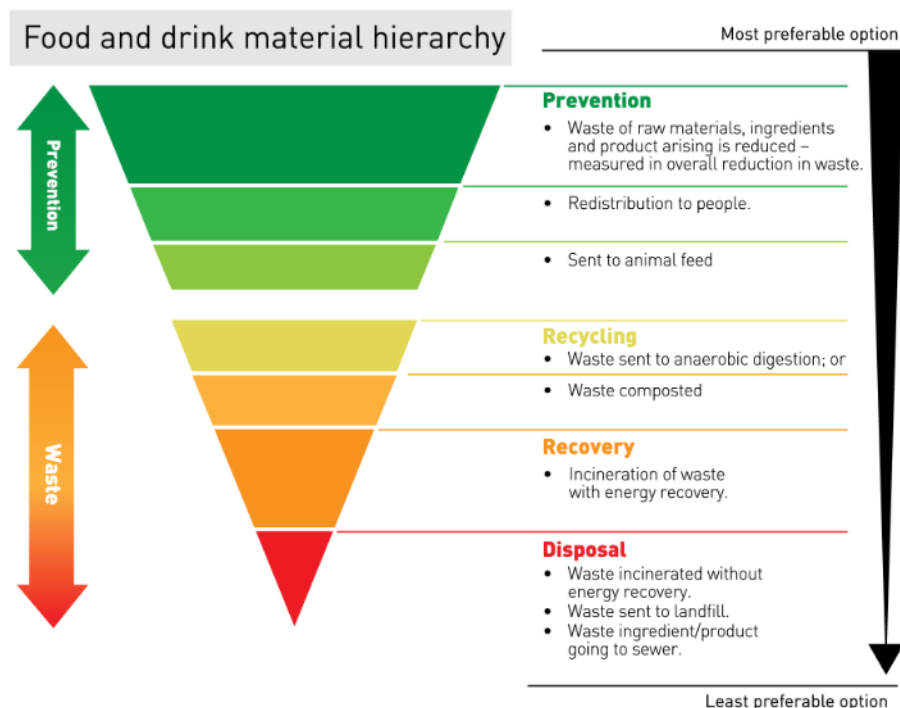 Food and drink material hierarchy
Most preferable option
Prevention
Prevention
• Waste of raw materials, ingredients
and product arising is reduced –
measured in overall reduction in waste.
• Redistribution to people.
• Sent to animal feed
Waste
Recycling
• Waste sent to anaerobic digestion; or
• Waste composted
Recovery
• Incineration of waste
with energy recovery.
Disposal
• Waste incinerated without
energy recovery.
• Waste sent to landfill.
• Waste ingredient/product
going to sewer.
Least preferable option